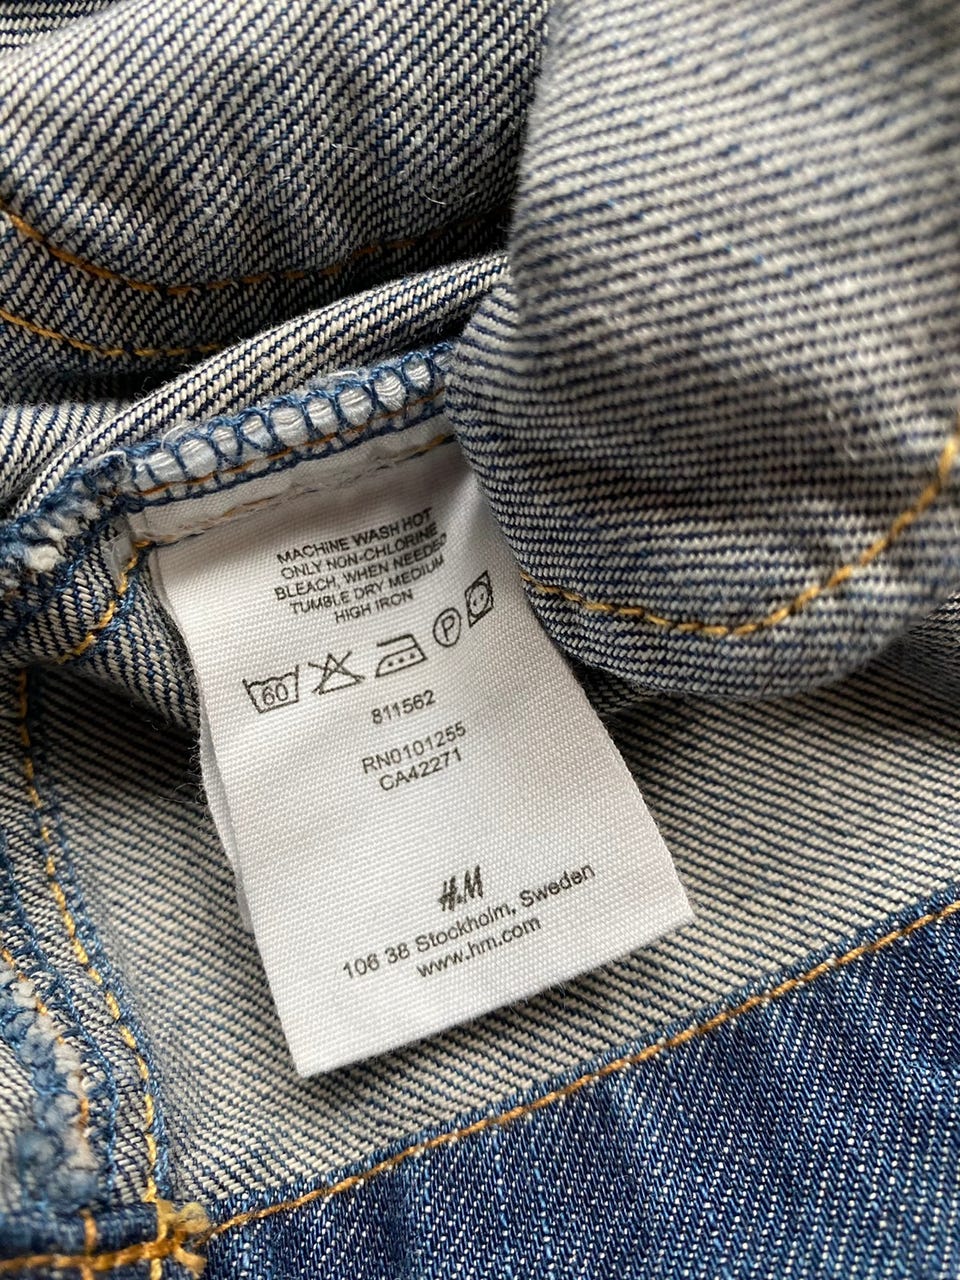 MACHINE WASH HOT
ONLY NON-CHLORINE
BLEACH, WHEN NEEDED
TUMBLE DRY MEDIUM
HIGH IRON
60 P
811562
RN0101255
CA42271
H&M
106 38 Stockholm, Sweden
www.hm.com